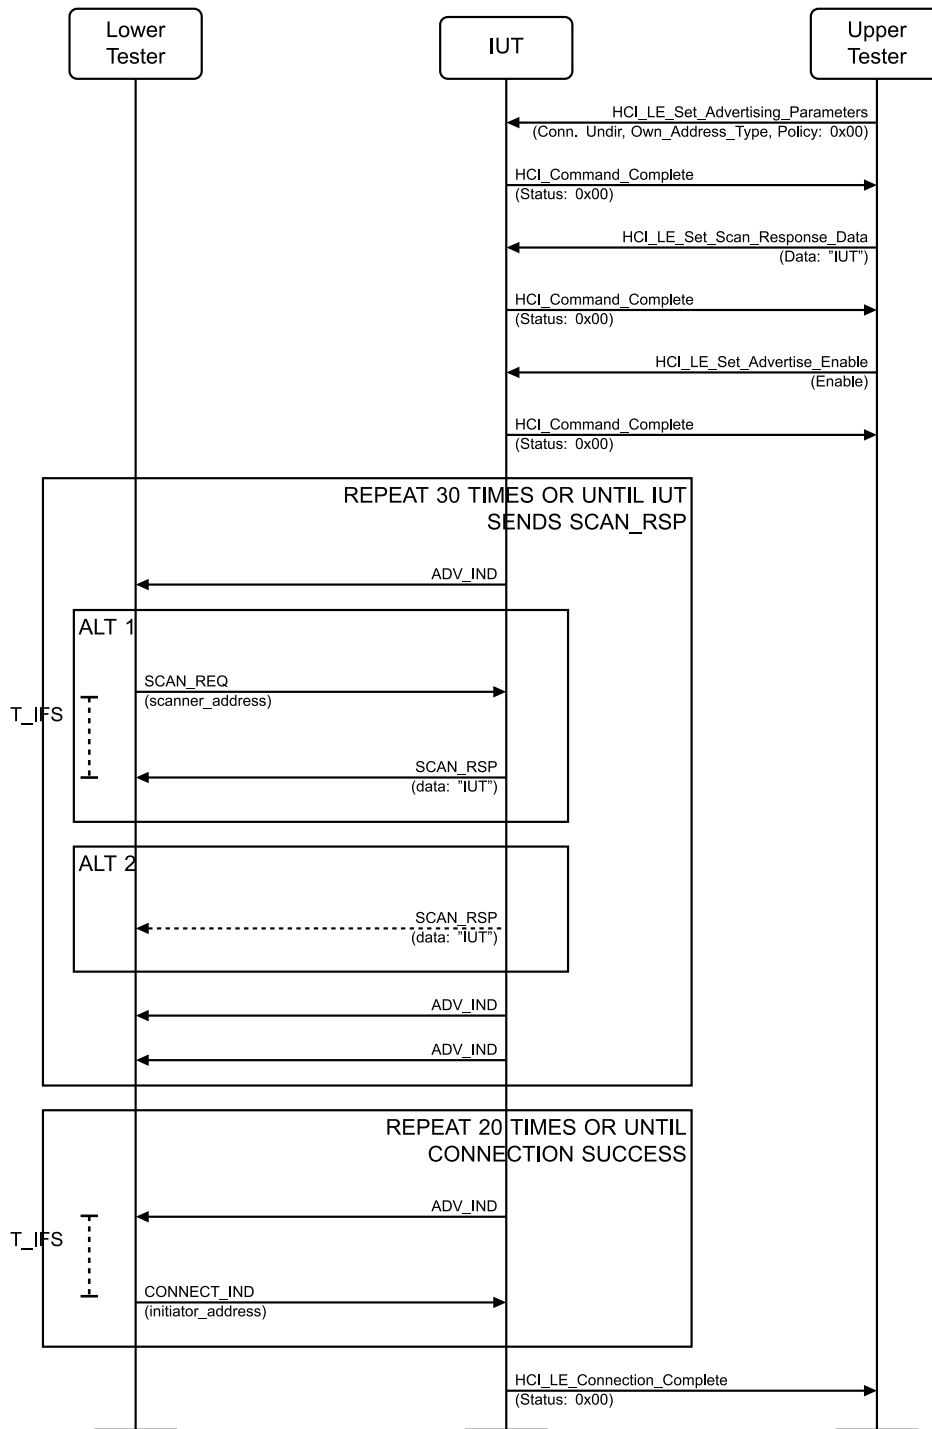 Lower
Tester
IUT
Upper
Tester
HCI_LE_Set_Advertising_Parameters
(Conn. Undir, Own_Address_Type, Policy: 0x00)
HCI_Command_Complete
(Status: 0x00)
HCI_LE_Set_Scan_Response_Data
(Data: "IUT")
HCI_Command_Complete
(Status: 0x00)
HCI_LE_Set_Advertise_Enable
(Enable)
HCI_Command_Complete
(Status: 0x00)
REPEAT 30 TIMES OR UNTIL IUT
SENDS SCAN_RSP
ADV_IND
ALT 1
SCAN_REQ
(scanner_address)
T_IFS
SCAN_RSP
(data: "IUT")
ALT 2
SCAN_RSP
(data: "IUT")
ADV_IND
ADV_IND
REPEAT 20 TIMES OR UNTIL
CONNECTION SUCCESS
ADV_IND
T_IFS
CONNECT_IND
(initiator_address)
HCI_LE_Connection_Complete
(Status: 0x00)